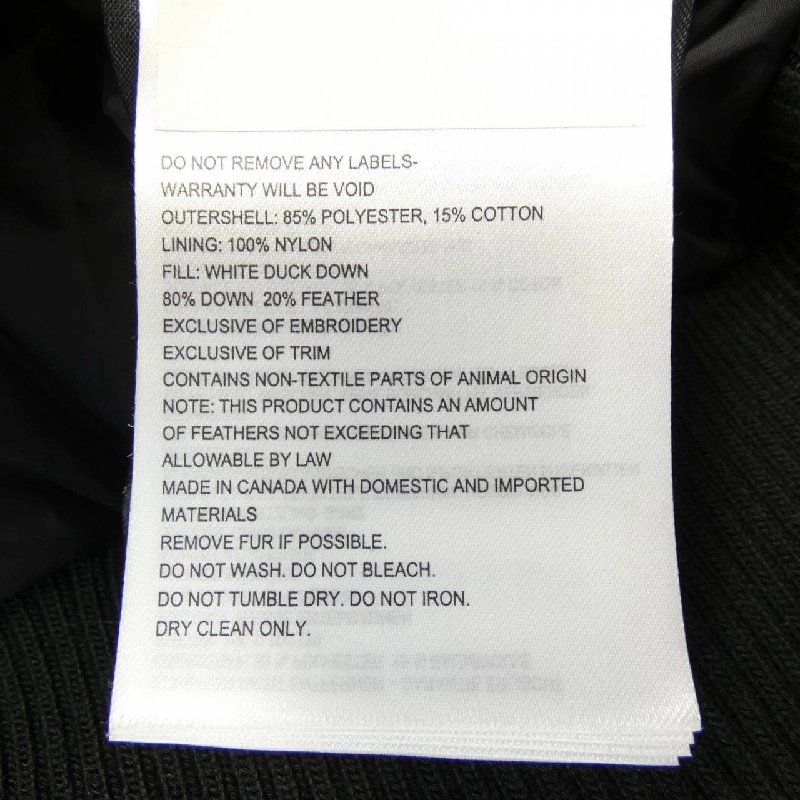 DO NOT REMOVE ANY LABELS-
WARRANTY WILL BE VOID
OUTERSHELL: 85% POLYESTER, 15% COTTON
LINING: 100% NYLON
FILL: WHITE DUCK DOWN
80% DOWN 20% FEATHER
EXCLUSIVE OF EMBROIDERY
EXCLUSIVE OF TRIM
CONTAINS NON-TEXTILE PARTS OF ANIMAL ORIGIN
NOTE: THIS PRODUCT CONTAINS AN AMOUNT
OF FEATHERS NOT EXCEEDING THAT
ALLOWABLE BY LAW
MADE IN CANADA WITH DOMESTIC AND IMPORTED
MATERIALS
REMOVE FUR IF POSSIBLE.
DO NOT WASH. DO NOT BLEACH.
DO NOT TUMBLE DRY. DO NOT IRON.
DRY CLEAN ONLY.